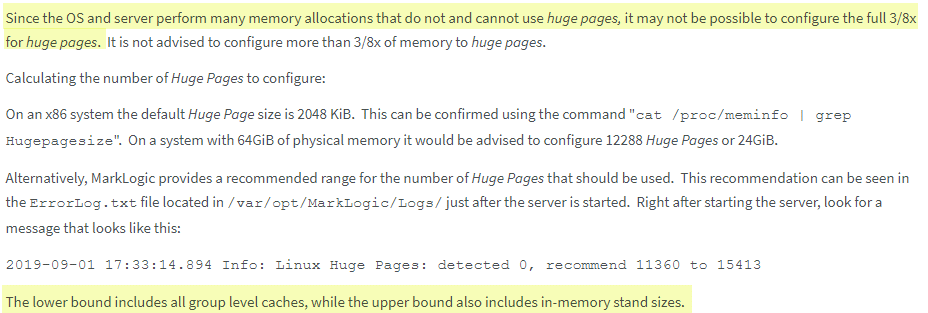 Since the OS and server perform many memory allocations that do not and cannot use huge pages, it may not be possible to configure the full 3/8x
for huge pages. It is not advised to configure more than 3/8x of memory to huge pages.
Calculating the number of Huge Pages to configure:
On an x86 system the default Huge Page size is 2048 KiB. This can be confirmed using the command "cat /proc/meminfo | grep
Hugepagesize". On a system with 64GiB of physical memory it would be advised to configure 12288 Huge Pages or 24GiB.
Alternatively, MarkLogic provides a recommended range for the number of Huge Pages that should be used. This recommendation can be seen in
the ErrorLog.txt file located in /var/opt/MarkLogic/Logs/ just after the server is started. Right after starting the server, look for a
message that looks like this:
2019-09-01 17:33:14.894 Info: Linux Huge Pages: detected 0, recommend 11360 to 15413
The lower bound includes all group level caches, while the upper bound also includes in-memory stand sizes.